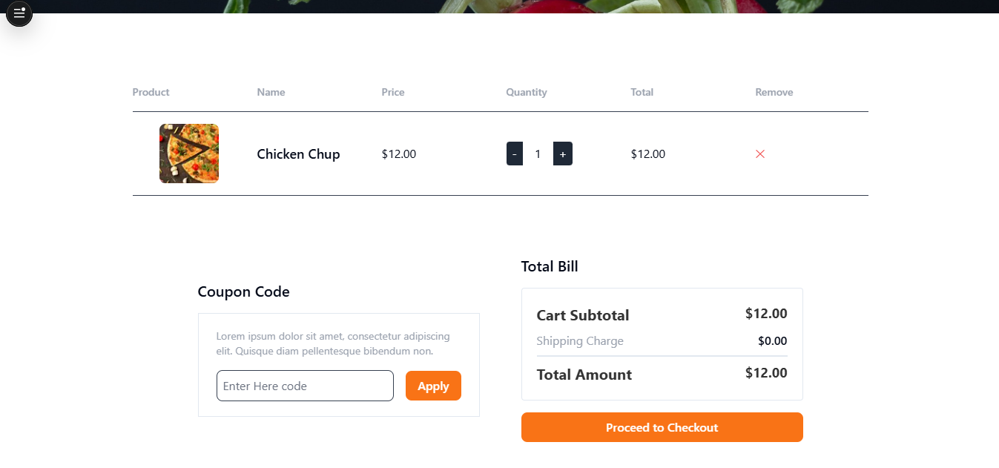 Product Name Price Quantity Total Remove
Chicken Chup $12.00 - 1 + $12.00
Total Bill
Coupon Code
Cart Subtotal $12.00
Lorem ipsum dolor sit amet, consectetur adipiscing
elit. Quisque diam pellentesque bibendum non.
Shipping Charge $0.00
Enter Here code Apply
Total Amount $12.00
Proceed to Checkout